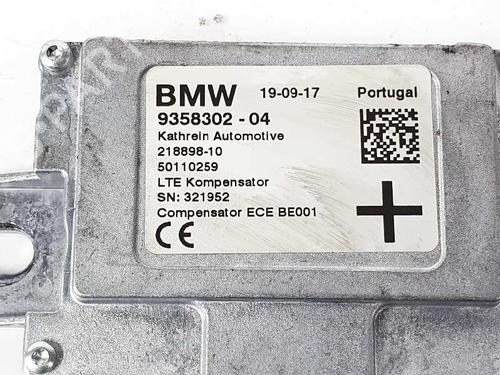 BMW 19-09-17 Portugal
9358302 - 04
Kathrein Automotive
218898-10
50110259
LTE Kompensator
SN: 321952
Compensator ECE BE001
CE